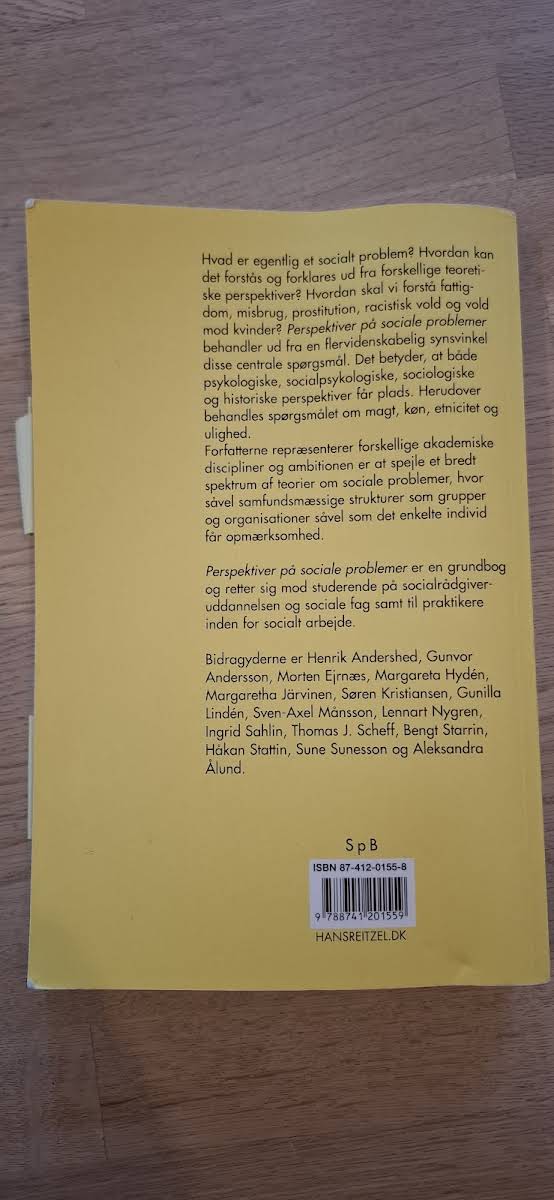 Hvad er egentlig et socialt problem? Hvordan kan
det forstås og forklares ud fra forskellige teoreti-
ske perspektiver? Hvordan skal vi forstå fattig-
dom, misbrug, prostitution, racistisk vold og vold
mod kvinder? Perspektiver på sociale problemer
behandler ud fra en flervidenskabelig synsvinkel
disse centrale spørgsmål. Det betyder, at både
psykologiske, socialpsykologiske, sociologiske
og historiske perspektiver får plads. Herudover
behandles spørgsmålet om magt, køn, etnicitet og
ulighed.
Forfatterne repræsenterer forskellige akademiske
discipliner og ambitionen er at spejle et bredt
spektrum af teorier om sociale problemer, hvor
såvel samfundsmæssige strukturer som grupper
og organisationer såvel som det enkelte individ
får opmærksomhed.
Perspektiver på sociale problemer er en grundbog
og retter sig mod studerende på socialrådgiver-
uddannelsen og sociale fag samt til praktikere
inden for socialt arbejde.
Bidragyderne er Henrik Andershed, Gunvor
Andersson, Morten Ejrnæs, Margareta Hydén,
Margaretha Järvinen, Søren Kristiansen, Gunilla
Lindén, Sven-Axel Månsson, Lennart Nygren,
Ingrid Sahlin, Thomas J. Scheff, Bengt Starrin,
Håkan Stattin, Sune Sunesson og Aleksandra
Ålund.
S p B
ISBN 87-412-0155-8
9 788741 201559
HANSREITZEL.DK